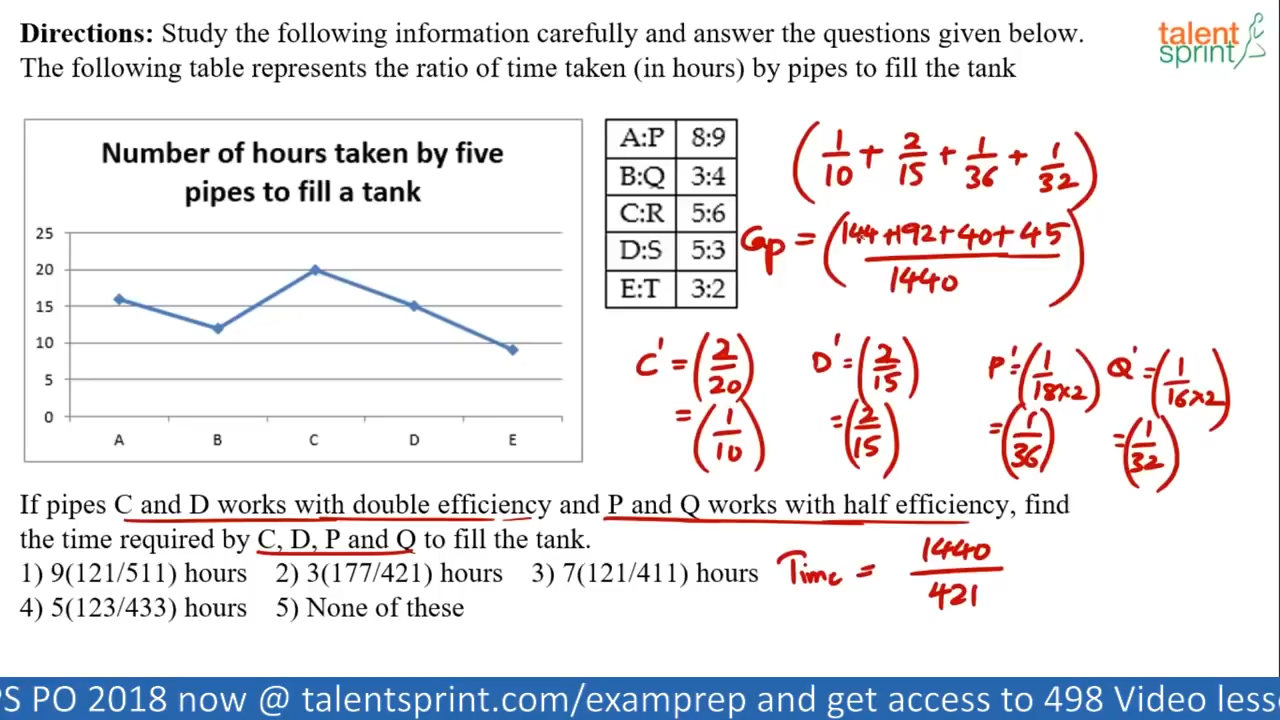 Directions: Study the following information carefully and answer the questions given below.
The following table represents the ratio of time taken (in hours) by pipes to fill the tank
talent
sprint
Number of hours taken by five
pipes to fill a tank
25
20
15
10
5
0
A B C D E
A:P 8:9
B:Q 3:4
C:R 5:6
D:S 5:3
E:T 3:2
(1/10 + 2/15 + 1/36 + 1/32)
Gp = (144+192+40+45/1440)
C' = (2/20) D' = (2/15) P' = (1/18×2) Q' = (1/16×2)
= (1/10) = (2/15) = (1/36) = (1/32)
If pipes C and D works with double efficiency and P and Q works with half efficiency, find
the time required by C, D, P and Q to fill the tank.
1) 9(121/511) hours 2) 3(177/421) hours 3) 7(121/411) hours
4) 5(123/433) hours 5) None of these
Time = 1440/421
PS PO 2018 now @ talentsprint.com/examprep and get access to 498 Video less